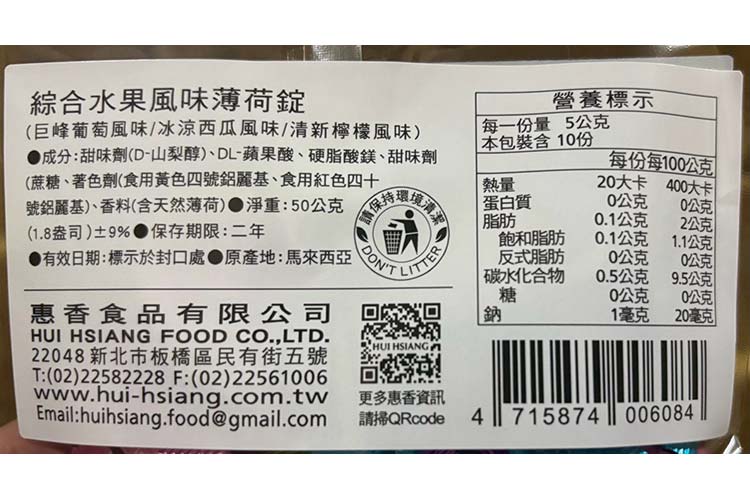 綜合水果風味薄荷錠
(巨峰葡萄風味/冰涼西瓜風味/清新檸檬風味)
●成分:甜味劑(D-山梨醇)、DL-蘋果酸、硬脂酸鎂、甜味劑
(蔗糖、著色劑(食用黃色四號鋁麗基、食用紅色四十
號鋁麗基)、香料(含天然薄荷)●淨重:50公克
(1.8盎司)±9%●保存期限:二年
●有效日期:標示於封口處●原產地:馬來西亞
請保持環境清潔
DON'T LITTER
惠香食品有限公司
HUI HSIANG FOOD CO.,LTD.
22048新北市板橋區民有街五號
T:(02)22582228 F:(02)22561006
www.hui-hsiang.com.tw
Email:huihsiang.food@gmail.com
HUI HSIANG
更多惠香資訊
請掃QRcode
營養標示
每一份量 5公克
本包裝含 10份
每份 每100公克
熱量 20大卡 400大卡
蛋白質 0公克 0公克
脂肪 0.1公克 2公克
飽和脂肪 0.1公克 1.1公克
反式脂肪 0公克 0公克
碳水化合物 0.5公克 9.5公克
糖 0公克 0公克
鈉 1毫克 20毫克
4 715874 006084